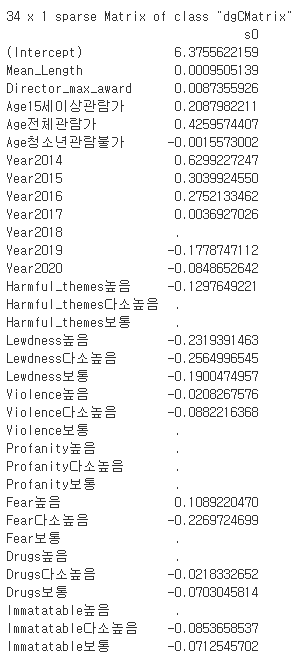 34 x 1 sparse Matrix of class "dgCMatrix"
s0
(Intercept) 6.3755622159
Mean_Length 0.0009505139
Director_max_award 0.0087355926
Age15세이상관람가 0.2087982211
Age전체관람가 0.4259574407
Age청소년관람불가 -0.0015573002
Year2014 0.6299227247
Year2015 0.3039924550
Year2016 0.2752133462
Year2017 0.0036927026
Year2018 .
Year2019 -0.1778747112
Year2020 -0.0848652642
Harmful_themes높음 -0.1297649221
Harmful_themes다소높음 .
Harmful_themes보통 .
Lewdness높음 -0.2319391463
Lewdness다소높음 -0.2564996545
Lewdness보통 -0.1900474957
Violence높음 -0.0208267576
Violence다소높음 -0.0882216368
Violence보통 .
Profanity높음 .
Profanity다소높음 .
Profanity보통 .
Fear높음 0.1089220470
Fear다소높음 -0.2269724699
Fear보통 .
Drugs높음 .
Drugs다소높음 -0.0218332652
Drugs보통 -0.0703045814
Immatatable높음 .
Immatatable다소높음 -0.0853658537
Immatatable보통 -0.0712545702